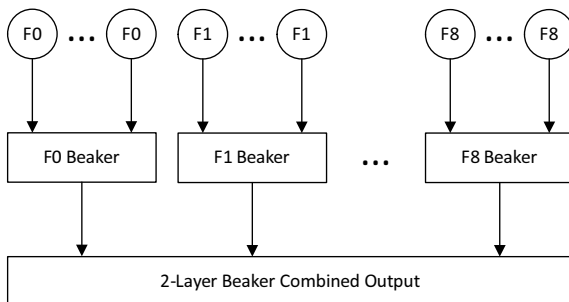 F0 ... F0 F1 ... F1 F8 ... F8
F0 Beaker F1 Beaker ... F8 Beaker
2-Layer Beaker Combined Output